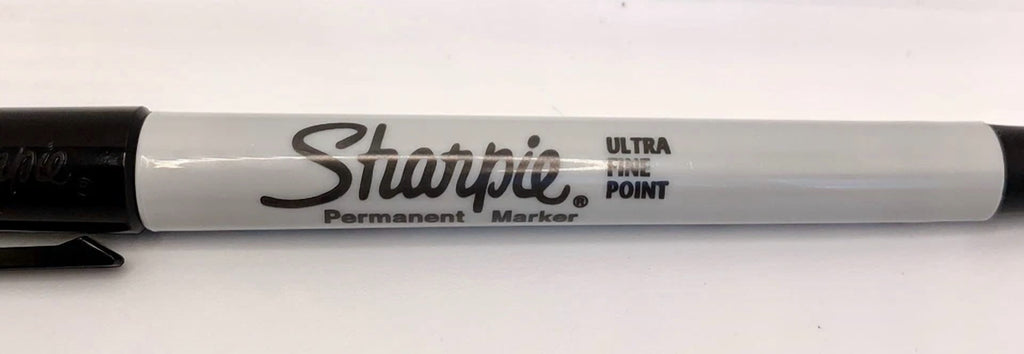 Sharpie®
Permanent Marker
ULTRA
FINE
POINT